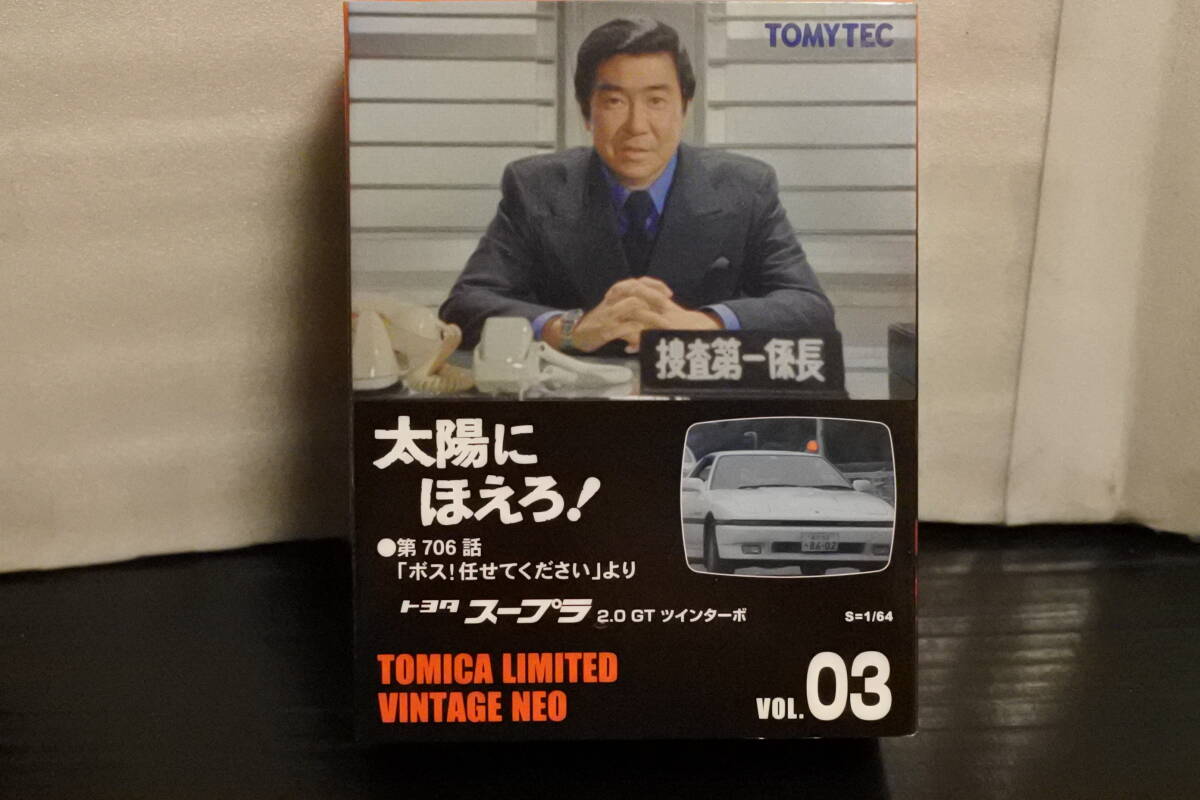 TOMYTEC
捜査第一係長
太陽に
ほえろ!
●第706話
「ボス!任せてください」より
トヨタ スープラ 2.0 GT ツインターボ
S=1/64
TOMICA LIMITED
VINTAGE NEO
VOL.03